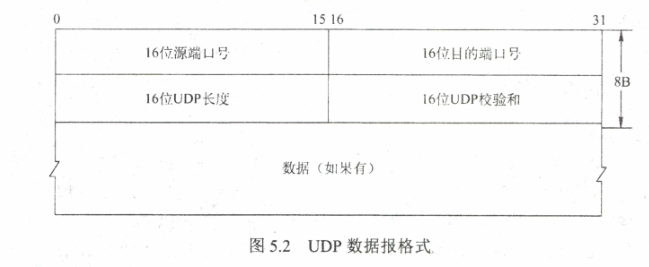 0 15 16 31
16位源端口号 16位目的端口号
8B
16位UDP长度 16位UDP校验和
数据（如果有）
图 5.2 UDP 数据报格式